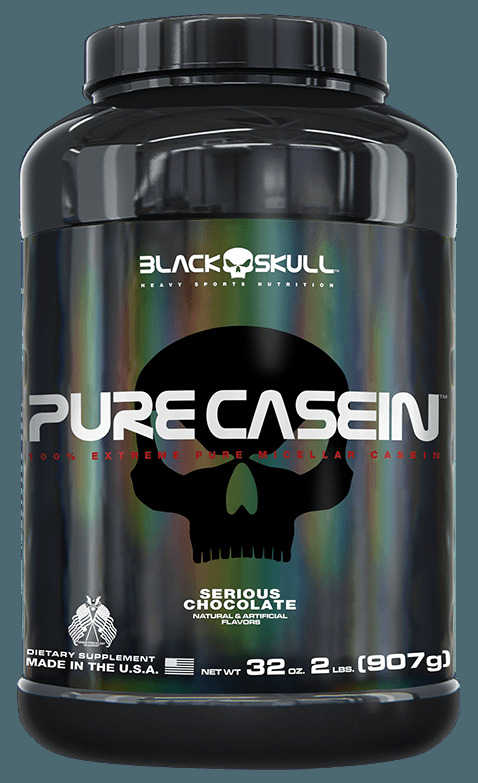 BLACK SKULL™
HEAVY SPORTS NUTRITION
PURE CASEIN™
100% EXTREME PURE MICELLAR CASEIN
SERIOUS
CHOCOLATE
NATURAL & ARTIFICIAL
FLAVORS
DIETARY SUPPLEMENT
MADE IN THE U.S.A.
NET WT 32 OZ. 2 LBS. (907g)